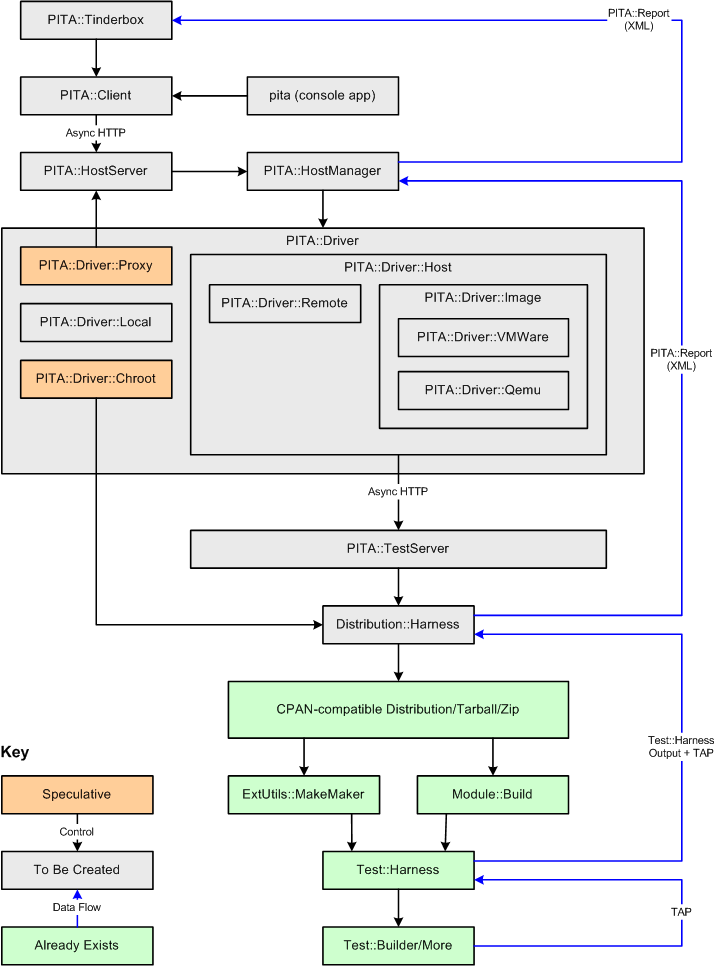 PITA::Tinderbox
PITA::Report
(XML)
PITA::Client
pita (console app)
Async HTTP
PITA::HostServer
PITA::HostManager
PITA::Driver
PITA::Driver::Proxy
PITA::Driver::Host
PITA::Driver::Remote
PITA::Driver::Image
PITA::Driver::Local
PITA::Driver::VMWare
PITA::Report
(XML)
PITA::Driver::Chroot
PITA::Driver::Qemu
Async HTTP
PITA::TestServer
Distribution::Harness
CPAN-compatible Distribution/Tarball/Zip
Test::Harness
Output + TAP
Key
Speculative
ExtUtils::MakeMaker
Module::Build
Control
To Be Created
Test::Harness
Data Flow
TAP
Already Exists
Test::Builder/More